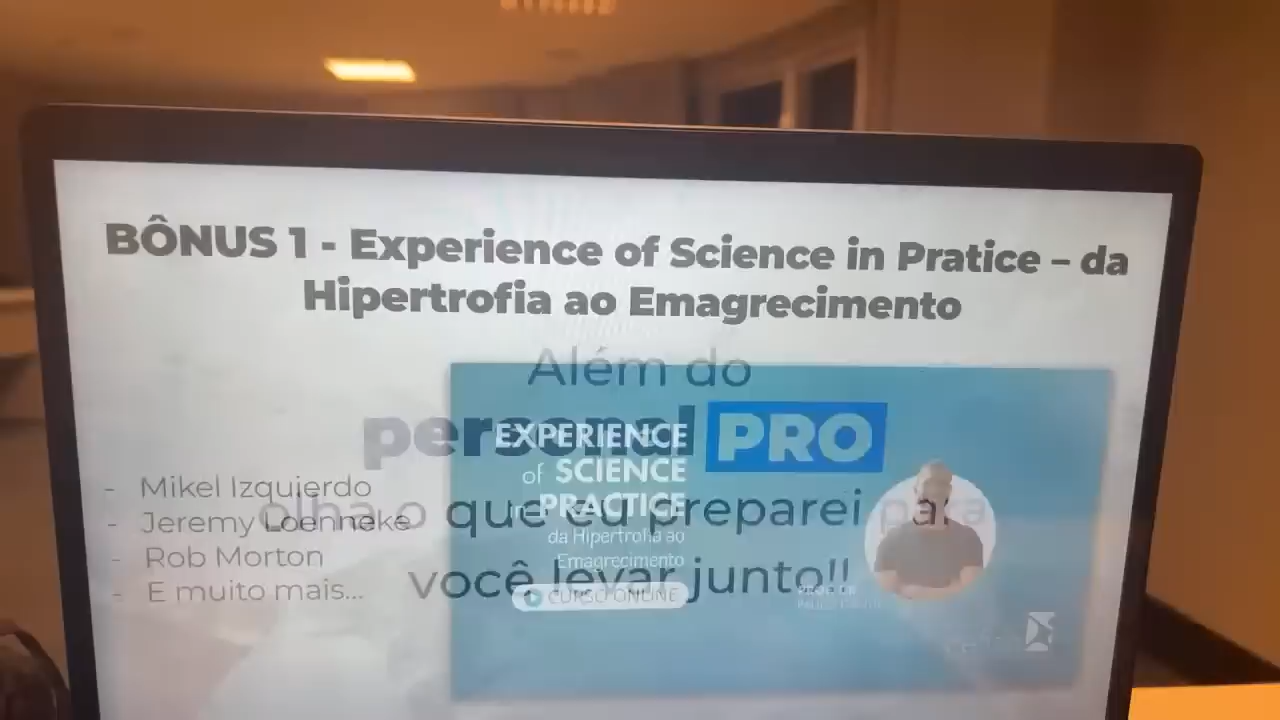 BÔNUS 1 - Experience of Science in Pratice – da
Hipertrofia ao Emagrecimento
Além do
personal PRO
olha o que eu preparei para
você levar junto!!
- Mikel Izquierdo
- Jeremy Loenneke
- Rob Morton
- E muito mais...
EXPERIENCE
of SCIENCE
in PRACTICE
da Hipertrofia ao
Emagrecimento
CURSO ONLINE